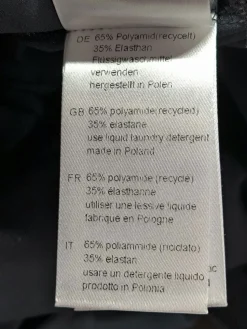 DE 65% Polyamid(recycelt)
35% Elasthan
Flüssigwaschmittel
verwenden
hergestellt in Polen
GB 65% polyamide(recycled)
35% elastane
use liquid laundry detergent
made in Poland
FR 65% polyamide (recycle)
35% élasthanne
utiliser une lessive liquide
fabriqué en Pologne
IT 65% poliammide (riciclato)
35% elastan
usare un detergente liquido
prodotto in Polonia